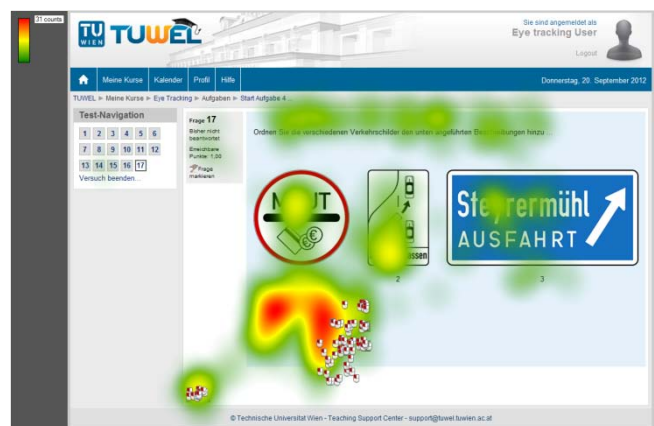 31 counts
TU WIEN TUWEL
Sie sind angemeldet als
Eye tracking User
Logout
Meine Kurse Kalender Profil Hilfe
Donnerstag, 20. September 2012
TUWEL ► Meine Kurse ► Eye Tracking ► Aufgaben ► Start Aufgabe 4 ...
Test-Navigation
1 2 3 4 5 6
7 8 9 10 11 12
13 14 15 16 17
Versuch beenden...
Frage 17
Bisher nicht
beantwortet
Erreichbare
Punkte: 1,00
Frage
markieren
Ordnen Sie die verschiedenen Verkehrschilder den unten angeführten Bezeichnungen hinzu ...
€ €
Steyrermühl
AUSFAHRT
2
3
© Technische Universität Wien - Teaching Support Center - support@tuwel.tuwien.ac.at